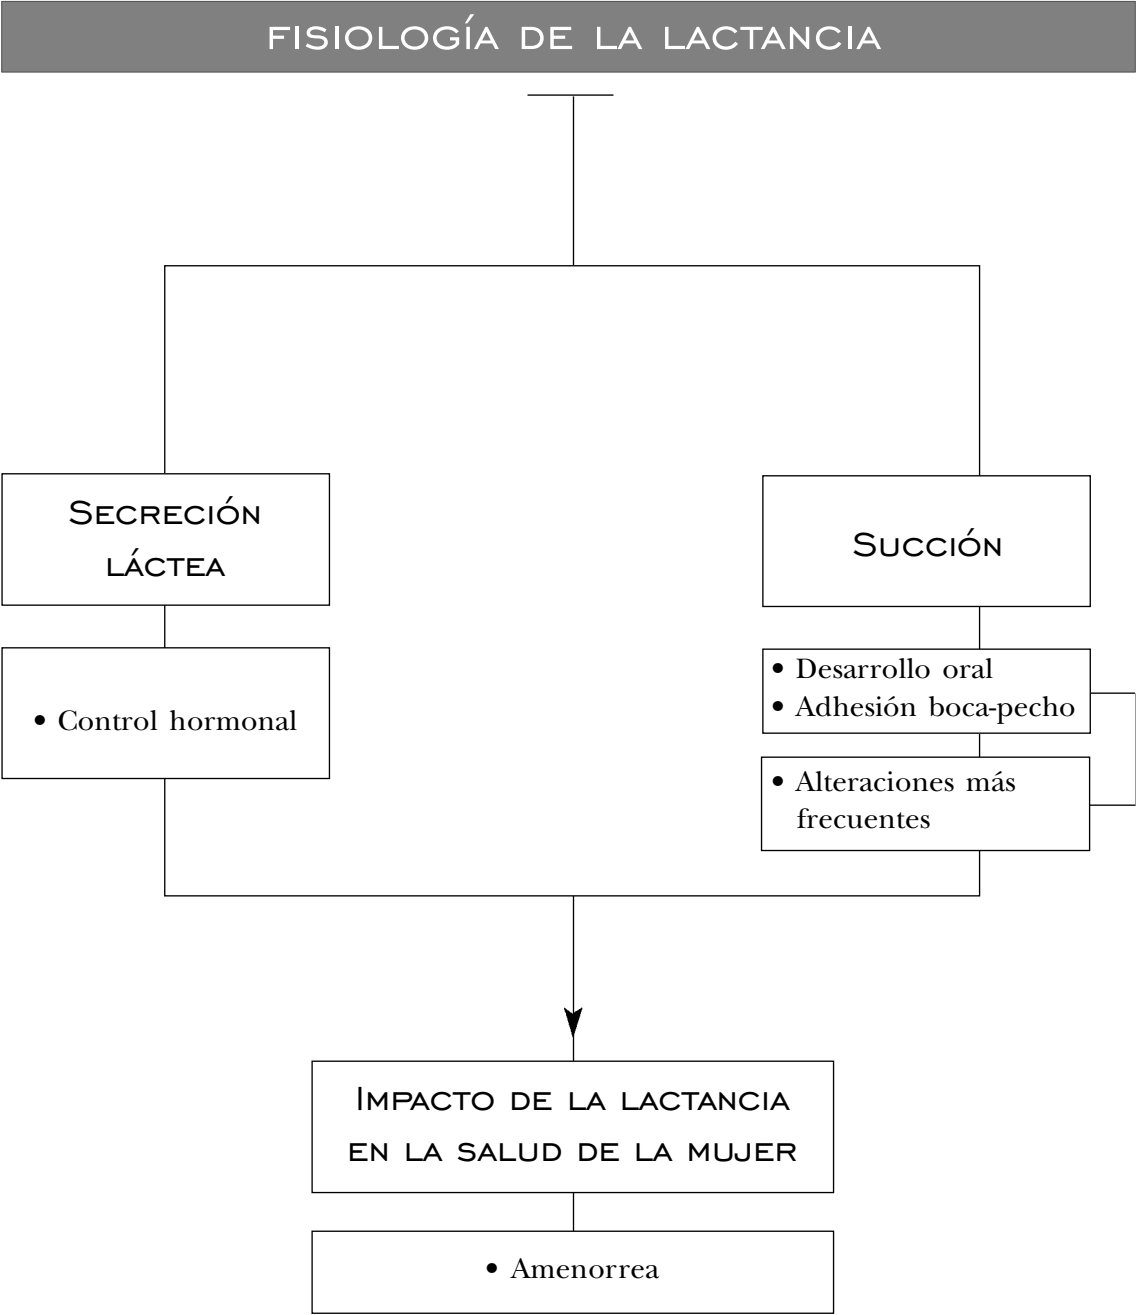 FISIOLOGÍA DE LA LACTANCIA
SECRECIÓN
LÁCTEA
• Control hormonal
SUCCIÓN
• Desarrollo oral
• Adhesión boca-pecho
• Alteraciones más
frecuentes
IMPACTO DE LA LACTANCIA
EN LA SALUD DE LA MUJER
• Amenorrea